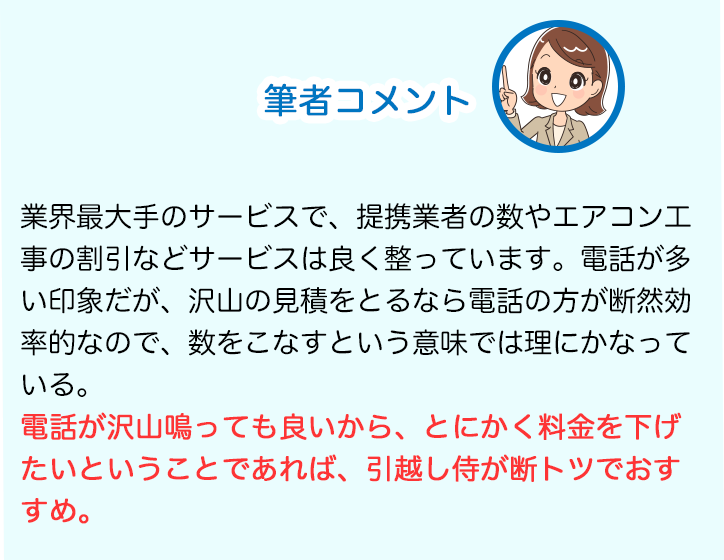 筆者コメント
業界最大手のサービスで、提携業者の数やエアコン工
事の割引などサービスは良く整っています。電話が多
い印象だが、沢山の見積をとるなら電話の方が断然効
率的なので、数をこなすという意味では理にかなって
いる。
電話が沢山鳴っても良いから、とにかく料金を下げ
たいということであれば、引越し侍が断トツでおす
すめ。